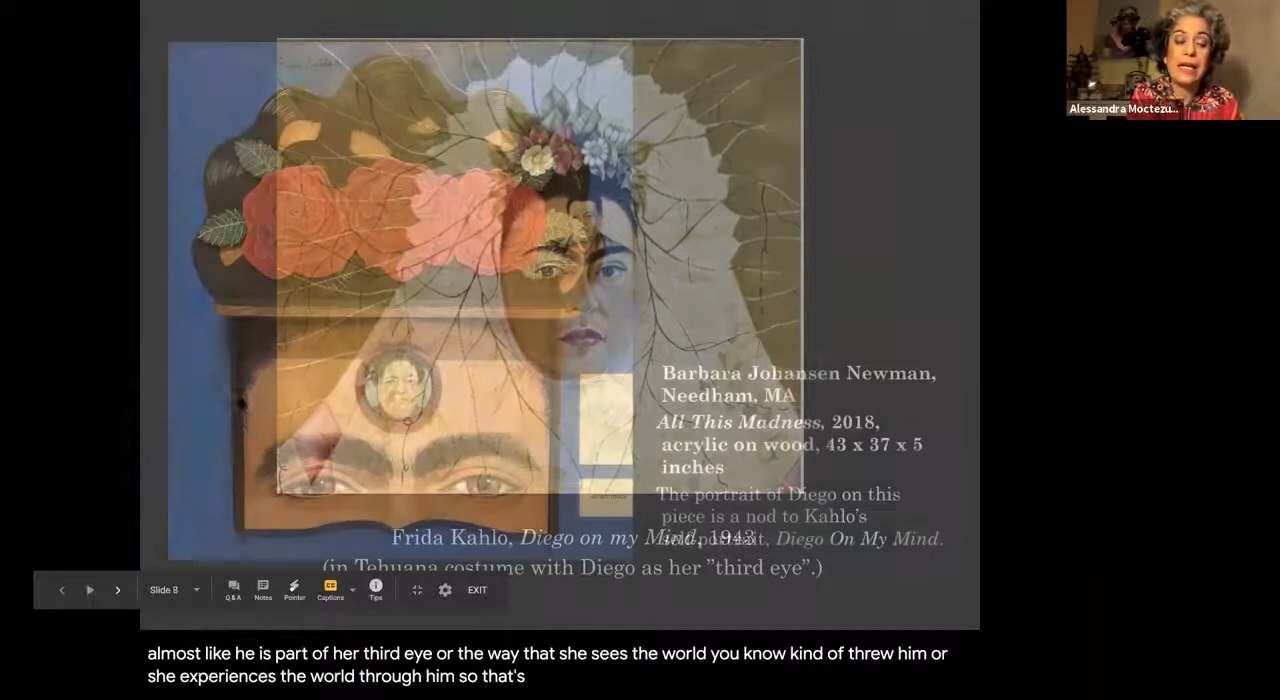 Alessandra Moctezu...
Barbara Johansen Newman,
Needham, MA
All This Madness, 2018,
acrylic on wood, 43 x 37 x 5
inches
The portrait of Diego on this
piece is a nod to Kahlo's
Frida Kahlo, Diego on my Mind, 1943
, Diego On My Mind.
(in Tehuana costume with Diego as her ”third eye”.)
Slide 8
Q & A
Notes
Pointer
Captions
Tips
EXIT
almost like he is part of her third eye or the way that she sees the world you know kind of threw him or
she experiences the world through him so that's